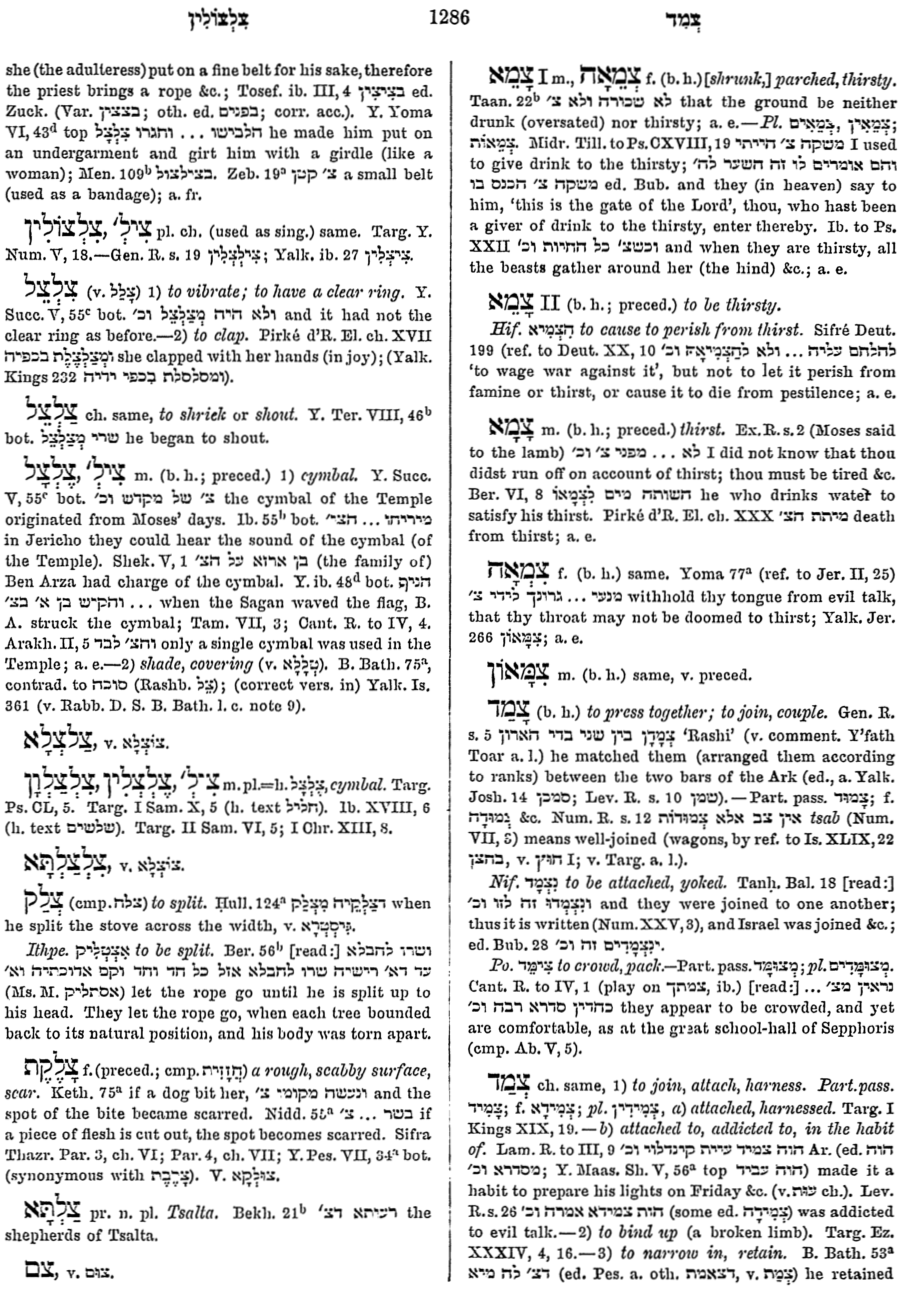 צִלְצוֹלִין 1286 צְמַד
she (the adulteress) put on a fine belt for his sake, therefore
the priest brings a rope &c.; Tosef. ib. III, 4 בציצין ed.
Zuck. (Var. בצצין; oth. ed. בפנים; corr. acc.). Y. Yoma
VI, 43ᵈ top הלבישו ... וחגרו צלצל he made him put on
an undergarment and girt him with a girdle (like a
woman); Men. 109ᵇ בצילצול. Zeb. 19ᵃ צ׳ קטן a small belt
(used as a bandage); a. fr.
צִלְצוֹלִין, צִיל׳ pl. ch. (used as sing.) same. Targ. Y.
Num. V, 18.—Gen. R. s. 19 צִילְצְלִין; Yalk. ib. 27 צִיצְלִין.
צִלְצֵל (v. צָלַל) 1) to vibrate; to have a clear ring. Y.
Succ. V, 55ᶜ bot. ולא היה מְצַלְצֵל וכ׳ and it had not the
clear ring as before.—2) to clap. Pirké d'R. El. ch. XVII
וּמְצַלְצֶלֶת בכפיה she clapped with her hands (in joy); (Yalk.
Kings 232 ומסלסלת בכפי ידיה).
צַלְצֵל ch. same, to shriek or shout. Y. Ter. VIII, 46ᵇ
bot. שרי מְצַלְצֵל he began to shout.
צֶלְצָל, צִיל׳ m. (b. h.; preced.) 1) cymbal. Y. Succ.
V, 55ᶜ bot. צ׳ של מקדש וכ׳ the cymbal of the Temple
originated from Moses' days. Ib. 55ᵇ bot. מיריחו ... הצי׳
in Jericho they could hear the sound of the cymbal (of
the Temple). Shek. V, 1 בן ארזא על הצ׳ (the family of)
Ben Arza had charge of the cymbal. Y. ib. 48ᵈ bot. הניף
והקיש בן א׳ בצ׳ ... when the Sagan waved the flag, B.
A. struck the cymbal; Tam. VII, 3; Cant. R. to IV, 4.
Arakh. II, 5 והצ׳ לבד only a single cymbal was used in the
Temple; a. e.—2) shade, covering (v. טְלָלָא). B. Bath. 75ᵃ,
contrad. to סוכה (Rashb. צֵל); (correct vers. in) Yalk. Is.
361 (v. Rabb. D. S. B. Bath. l. c. note 9).
צַלְצְלָא, v. צוֹצְלָא.
צֶלְצְלָן, צֶלְצְלִין, צִיל׳ m. pl.=h. צֶלְצָל, cymbal. Targ.
Ps. CL, 5. Targ. I Sam. X, 5 (h. text חליל). Ib. XVIII, 6
(h. text שלשים). Targ. II Sam. VI, 5; I Chr. XIII, 8.
צִלְצַלְתָּא, v. צוֹצְלָא.
צְלַק (cmp. צלח) to split. Ḥull. 124ᵃ דצלקיה מִצְלַק when
he split the stove across the width, v. גִּיסְטְרָא.
Ithpe. אִצְטְלִיק to be split. Ber. 56ᵇ [read:] ושרו לחבלא
עד דא׳ רישיה שרו לחבלא אזל כל חד וחד וקם אדוכתיה וא׳
(Ms. M. אסתליק) let the rope go until he is split up to
his head. They let the rope go, when each tree bounded
back to its natural position, and his body was torn apart.
צָלֶקֶת f. (preced.; cmp. חֲזָזִית) a rough, scabby surface,
scar. Keth. 75ᵃ if a dog bit her, ונעשה מקומו צ׳ and the
spot of the bite became scarred. Nidd. 55ᵃ בשר ... צ׳ if
a piece of flesh is cut out, the spot becomes scarred. Sifra
Thazr. Par. 3, ch. VI; Par. 4, ch. VII; Y. Pes. VII, 34ᵃ bot.
(synonymous with צָרֶבֶת). V. צוּלְקָא.
צַלְתָּא pr. n. pl. Tsalta. Bekh. 21ᵇ רעיתא דצ׳ the
shepherds of Tsalta.
צֹם, v. צוּם.
צָמֵא I m., צְמֵאָה f. (b. h.) [shrunk,] parched, thirsty.
Taan. 22ᵇ לא שכורה ולא צ׳ that the ground be neither
drunk (oversated) nor thirsty; a. e.—Pl. צְמֵאִים, צְמֵאִין;
צְמֵאוֹת. Midr. Till. to Ps. CXVIII, 19 משקה צ׳ הייתי I used
to give drink to the thirsty; והם אומרים לו זה השער לה׳
משקה צ׳ הכנס בו ed. Bub. and they (in heaven) say to
him, 'this is the gate of the Lord', thou, who hast been
a giver of drink to the thirsty, enter thereby. Ib. to Ps.
XXII וכשצ׳ כל החיות וכ׳ and when they are thirsty, all
the beasts gather around her (the hind) &c.; a. e.
צָמֵא II (b. h.; preced.) to be thirsty.
Hif. הִצְמִיא to cause to perish from thirst. Sifré Deut.
199 (ref. to Deut. XX, 10 להלחם עליה ... ולא לְהַצְמִיאָהּ וכ׳
'to wage war against it', but not to let it perish from
famine or thirst, or cause it to die from pestilence; a. e.
צָמָא m. (b. h.; preced.) thirst. Ex. R. s. 2 (Moses said
to the lamb) לא ... מפני צ׳ וכ׳ I did not know that thou
didst run off on account of thirst; thou must be tired &c.
Ber. VI, 8 השותה מים לִצְמָאוֹ he who drinks water to
satisfy his thirst. Pirké d'R. El. ch. XXX מיתת הצ׳ death
from thirst; a. e.
צִמְאָה f. (b. h.) same. Yoma 77ᵃ (ref. to Jer. II, 25)
מנעי ... גרונך לידי צ׳ withhold thy tongue from evil talk,
that thy throat may not be doomed to thirst; Yalk. Jer.
266 צִמָּאוֹן; a. e.
צִמָּאוֹן m. (b. h.) same, v. preced.
צָמַד (b. h.) to press together; to join, couple. Gen. R.
s. 5 צְמָדָן בין שני בדי הארון 'Rashi' (v. comment. Y'fath
Toar a. l.) he matched them (arranged them according
to ranks) between the two bars of the Ark (ed., a. Yalk.
Josh. 14 סמכן; Lev. R. s. 10 שמן).—Part. pass. צָמוּד; f.
צְמוּדָה &c. Num. R. s. 12 אין צב אלא צמודות tsab (Num.
VII, 3) means well-joined (wagons, by ref. to Is. XLIX, 22
בחצן, v. חוֹצֶן I; v. Targ. a. l.).
Nif. נִצְמָד to be attached, yoked. Tanḥ. Bal. 18 [read:]
וְנִצְמְדוּ זה לזו וכ׳ and they were joined to one another;
thus it is written (Num. XXV, 3), and Israel was joined &c.;
ed. Bub. 28 וְנִצְמָדִים זה וכ׳.
Po. צִימֵּד to crowd, pack.—Part. pass. מְצוּמָּד; pl. מְצוּמָּדִים.
Cant. R. to IV, 1 (play on צמתך, ib.) [read:] ... נראין מצ׳
כהדין סדרא רבה וכ׳ they appear to be crowded, and yet
are comfortable, as at the great school-hall of Sepphoris
(cmp. Ab. V, 5).
צְמַד ch. same, 1) to join, attach, harness. Part. pass.
צָמִיד; f. צְמִידָא; pl. צְמִידִין, a) attached, harnessed. Targ. I
Kings XIX, 19.—b) attached to, addicted to, in the habit
of. Lam. R. to III, 9 הוה צמיד עיית קינדלוי וכ׳ Ar. (ed. הוה
מסדרא וכ׳; Y. Maas. Sh. V, 56ᵃ top הוה עביד) made it a
habit to prepare his lights on Friday &c. (v. עוּת ch.). Lev.
R. s. 26 הות צמידא אמרה וכ׳ (some ed. צְמִידָה) was addicted
to evil talk.—2) to bind up (a broken limb). Targ. Ez.
XXXIV, 4, 16.—3) to narrow in, retain. B. Bath. 53ᵃ
דצ׳ לה מיא (ed. Pes. a. oth. דצאמת, v. צְמַת) he retained